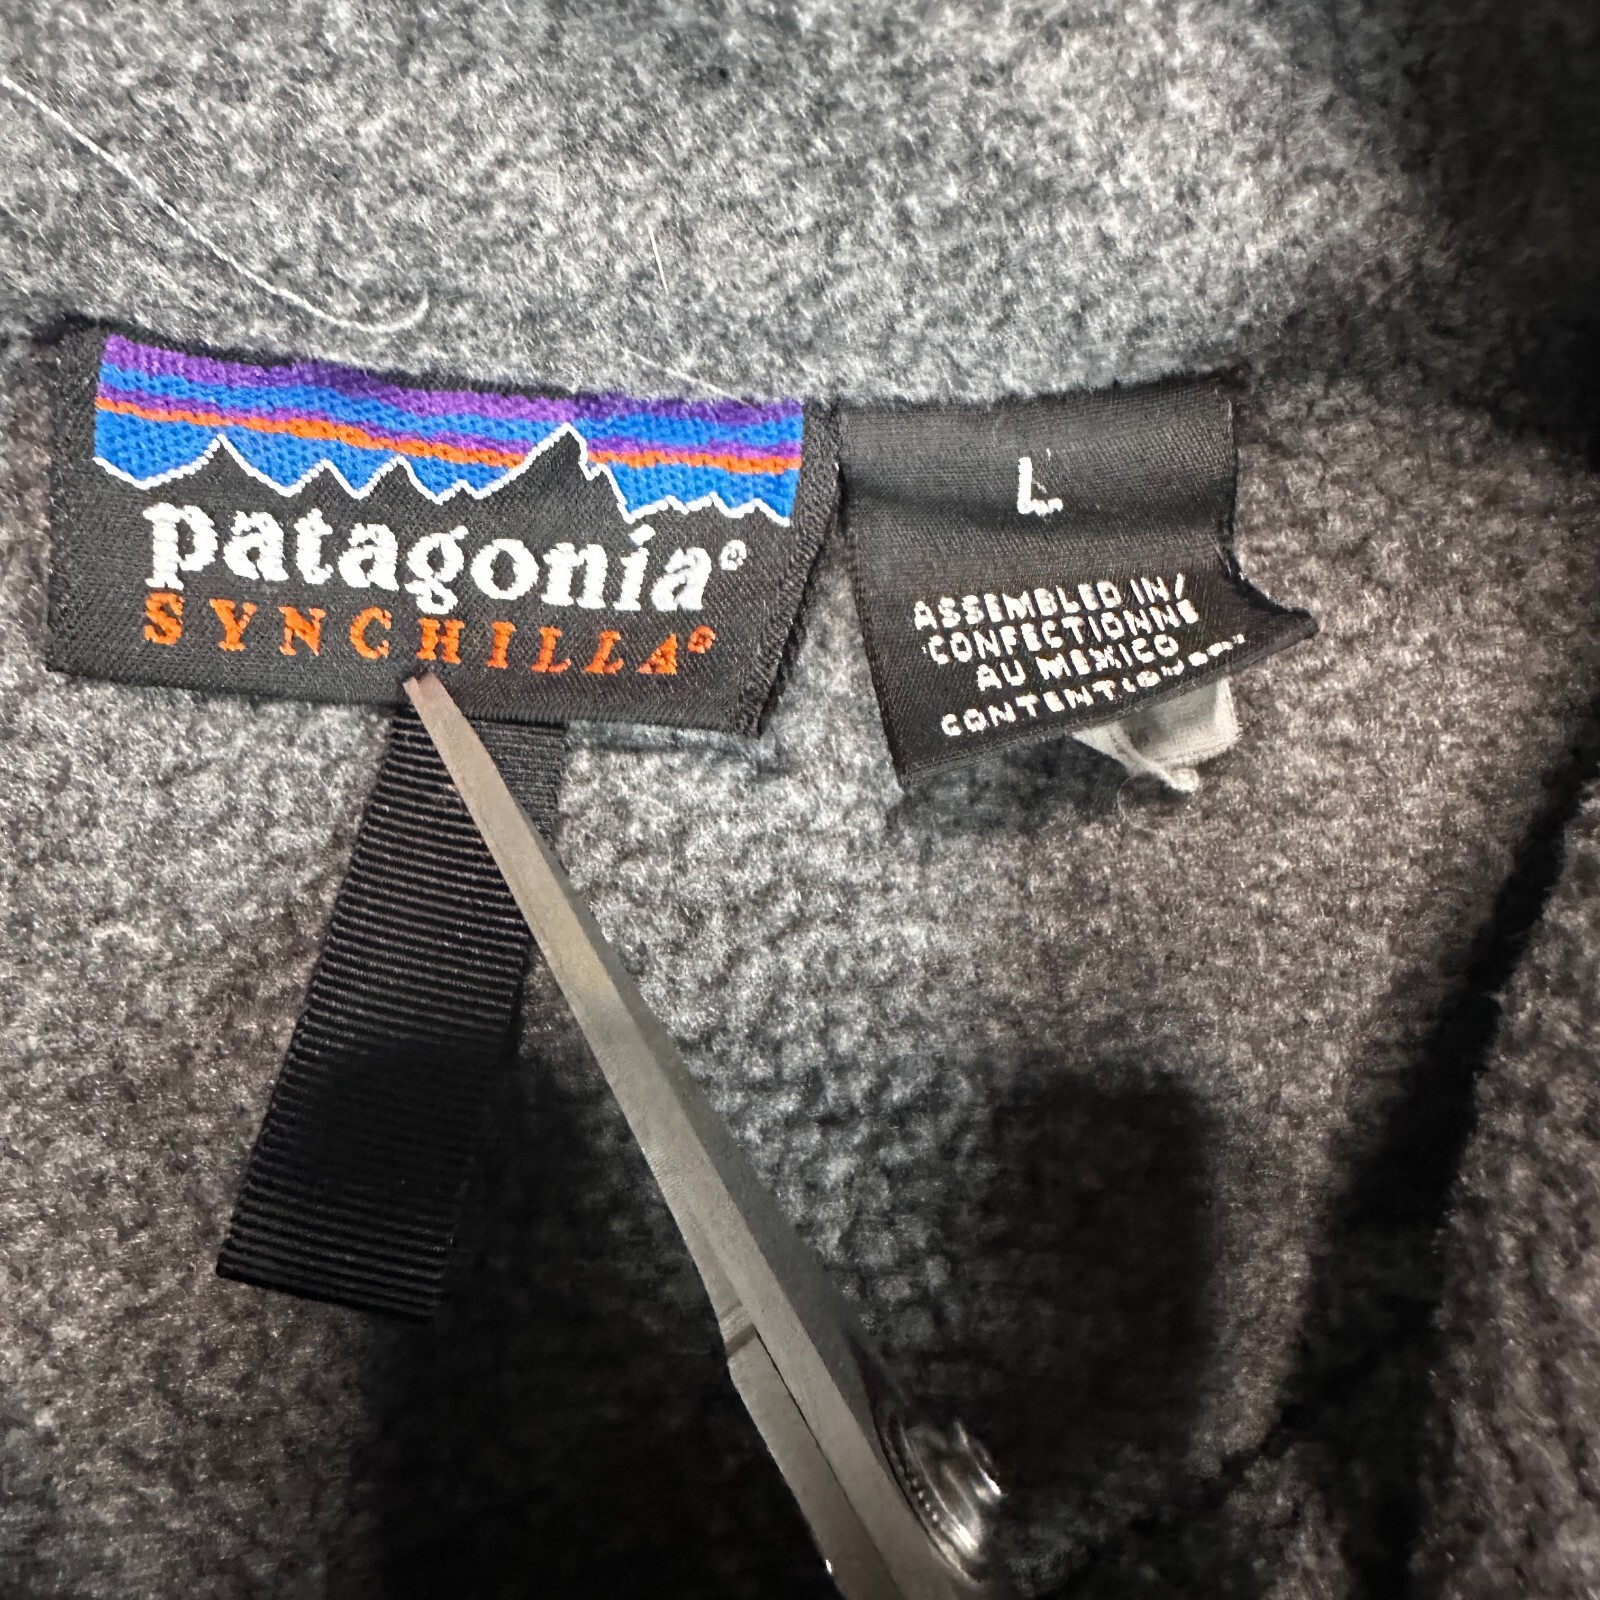 patagonia®
SYNCHILLA®
L
ASSEMBLED IN/
CONFECTIONNE
AU MEXICO